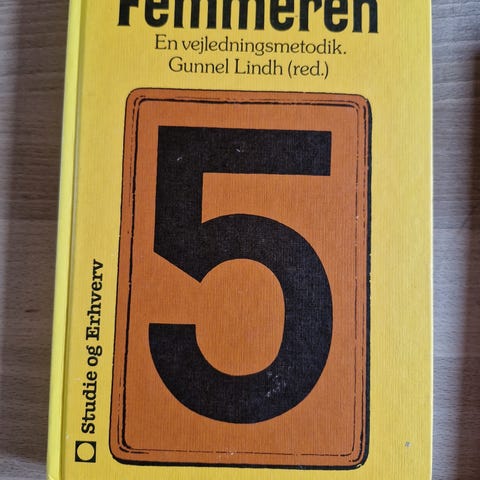 Femmeren
En vejledningsmetodik.
Gunnel Lindh (red.)
5
Studie og Erhverv